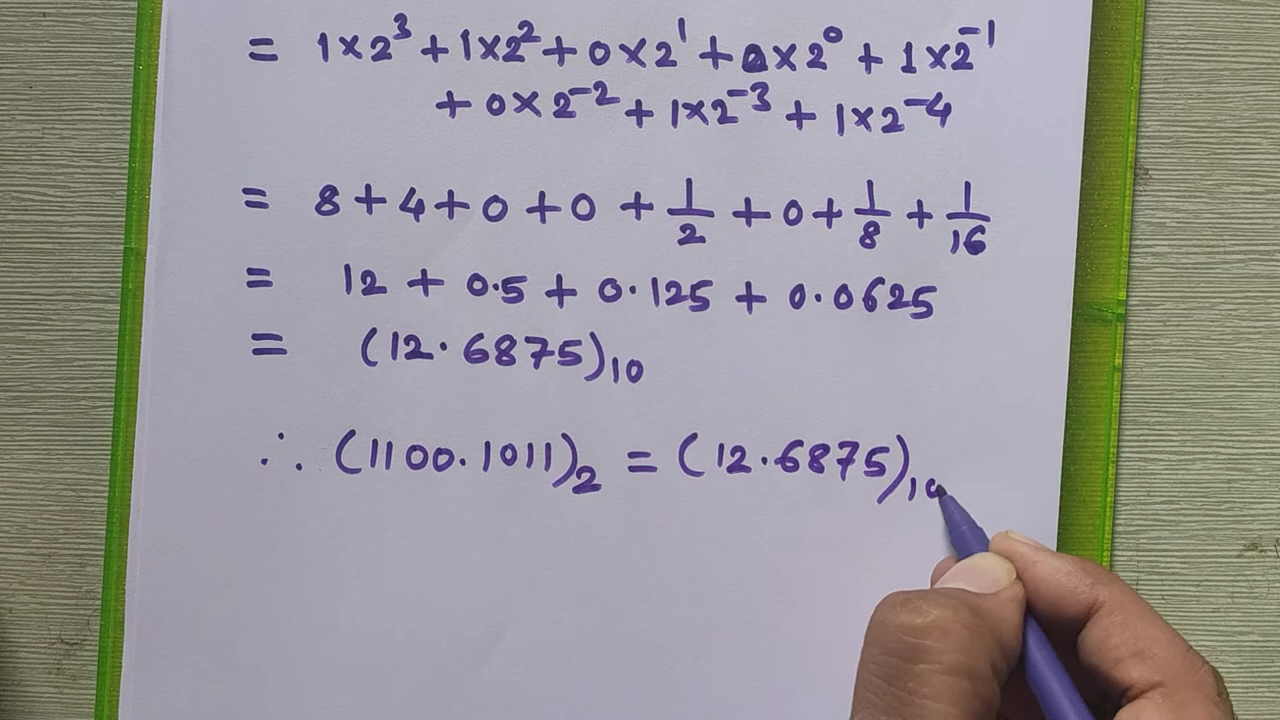 = 1×2³ + 1×2² + 0×2¹ + 0×2⁰ + 1×2⁻¹
+ 0×2⁻² + 1×2⁻³ + 1×2⁻⁴
= 8 + 4 + 0 + 0 + 1/2 + 0 + 1/8 + 1/16
= 12 + 0.5 + 0.125 + 0.0625
= (12.6875)₁₀
∴ (1100.1011)₂ = (12.6875)₁₀